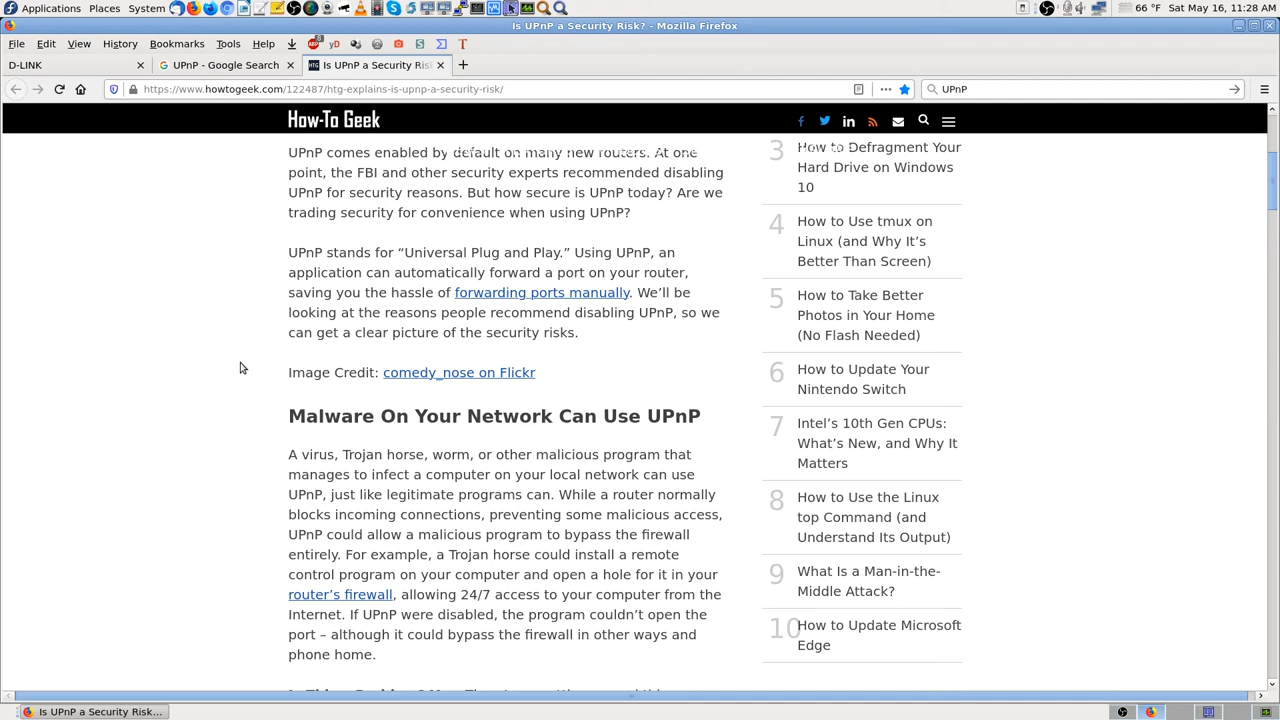 Applications Places System 66 °F Sat May 16, 11:28 AM
Is UPnP a Security Risk? - Mozilla Firefox
File Edit View History Bookmarks Tools Help
D-LINK
UPnP - Google Search
Is UPnP a Security Ris
https://www.howtogeek.com/122487/htg-explains-is-upnp-a-security-risk/
UPnP
How-To Geek
UPnP comes enabled by default on many new routers. At one
point, the FBI and other security experts recommended disabling
UPnP for security reasons. But how secure is UPnP today? Are we
trading security for convenience when using UPnP?
UPnP stands for “Universal Plug and Play.” Using UPnP, an
application can automatically forward a port on your router,
saving you the hassle of forwarding ports manually. We’ll be
looking at the reasons people recommend disabling UPnP, so we
can get a clear picture of the security risks.
Image Credit: comedy_nose on Flickr
Malware On Your Network Can Use UPnP
A virus, Trojan horse, worm, or other malicious program that
manages to infect a computer on your local network can use
UPnP, just like legitimate programs can. While a router normally
blocks incoming connections, preventing some malicious access,
UPnP could allow a malicious program to bypass the firewall
entirely. For example, a Trojan horse could install a remote
control program on your computer and open a hole for it in your
router’s firewall, allowing 24/7 access to your computer from the
Internet. If UPnP were disabled, the program couldn’t open the
port – although it could bypass the firewall in other ways and
phone home.
3 How to Defragment Your
Hard Drive on Windows
10
4 How to Use tmux on
Linux (and Why It’s
Better Than Screen)
5 How to Take Better
Photos in Your Home
(No Flash Needed)
6 How to Update Your
Nintendo Switch
7 Intel’s 10th Gen CPUs:
What’s New, and Why It
Matters
8 How to Use the Linux
top Command (and
Understand Its Output)
9 What Is a Man-in-the-
Middle Attack?
10 How to Update Microsoft
Edge
Is UPnP a Security Risk...